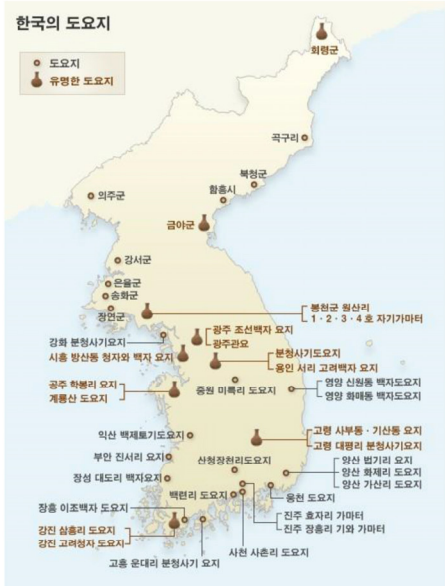 한국의 도요지
도요지
유명한 도요지
회령군
곡구리
북청군
함흥시
의주군
금야군
강서군
은율군
송화군
장연군
봉천군 원산리
1·2·3·4호 자기가마터
강화 분청사기요지
광주 조선백자 요지
광주관요
시흥 방산동 청자와 백자 요지
분청사기도요지
용인 서리 고려백자 요지
공주 학봉리 요지
계룡산 도요지
중원 미륵리 도요지
영양 신원동 백자도요지
영양 화매동 백자도요지
익산 백제토기도요지
고령 사부동·기산동 요지
고령 대평리 분청사기요지
부안 진서리 요지
산청장천리도요지
양산 법기리 요지
양산 화제리 도요지
양산 가산리 도요지
장성 대도리 백자요지
백련리 도요지
웅천 도요지
장흥 이조백자 도요지
진주 효자리 가마터
진주 장흥리 기와 가마터
강진 삼흥리 도요지
강진 고려청자 도요지
사천 사촌리 도요지
고흥 운대리 분청사기 요지